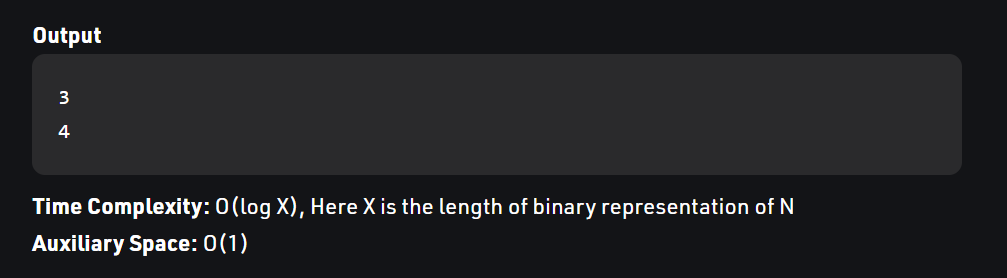 Output
3
4
Time Complexity: O(log X), Here X is the length of binary representation of N
Auxiliary Space: O(1)